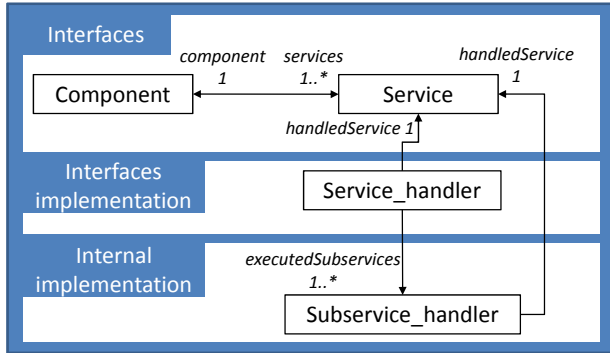 Interfaces
component services handledService
1 1..* 1
Component Service
handledService 1
Interfaces
implementation
Service_handler
Internal
implementation
executedSubservices
1..*
Subservice_handler